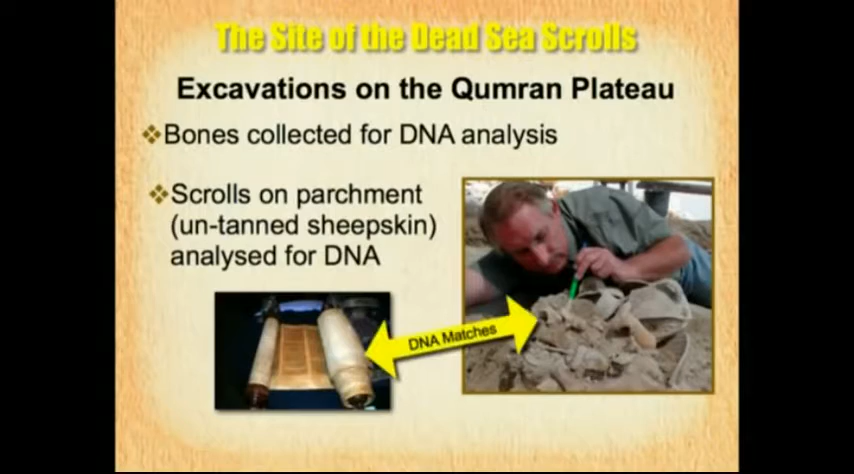 The Site of the Dead Sea Scrolls
Excavations on the Qumran Plateau
Bones collected for DNA analysis
Scrolls on parchment
(un-tanned sheepskin)
analysed for DNA
DNA Matches